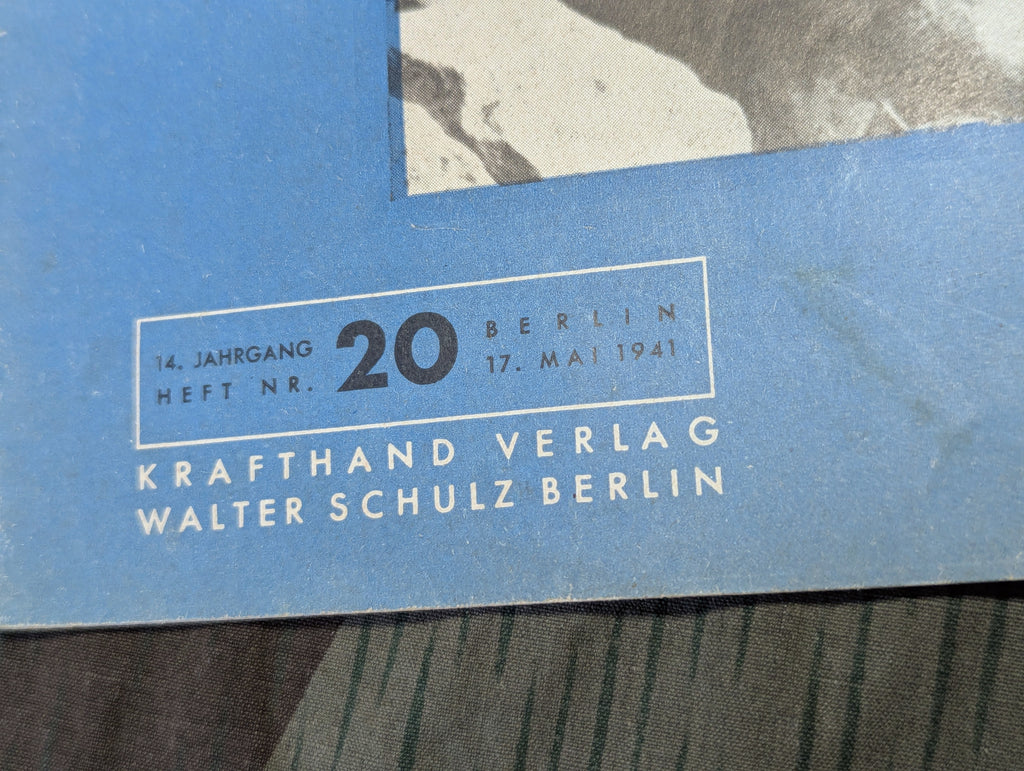 14. JAHRGANG
HEFT NR.
20
BERLIN
17. MAI 1941
KRAFTHAND VERLAG
WALTER SCHULZ BERLIN